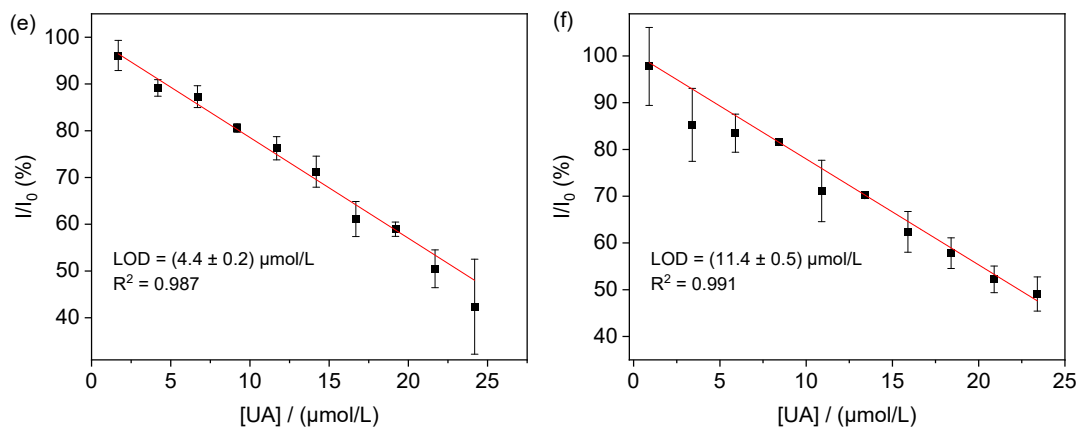 (e)
100
90
80
70
60
50
40
I/I₀ (%)
LOD = (4.4 ± 0.2) µmol/L
R² = 0.987
0 5 10 15 20 25
[UA] / (µmol/L)
(f)
100
90
80
70
60
50
40
I/I₀ (%)
LOD = (11.4 ± 0.5) µmol/L
R² = 0.991
0 5 10 15 20 25
[UA] / (µmol/L)